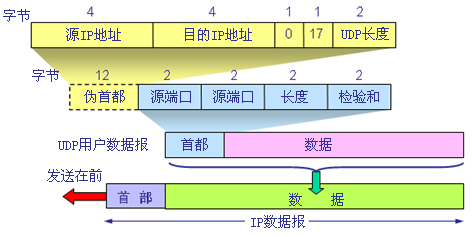 字节 4 4 1 1 2
源IP地址 目的IP地址 0 17 UDP长度
字节 12 2 2 2 2
伪首都 源端口 源端口 长度 检验和
UDP用户数据报 首都 数据
发送在前
首 部 数 据
IP数据报